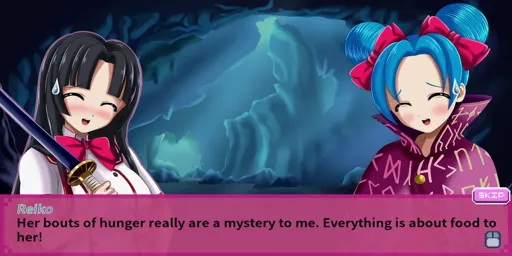 SKIP
Reiko
Her bouts of hunger really are a mystery to me. Everything is about food to
her!